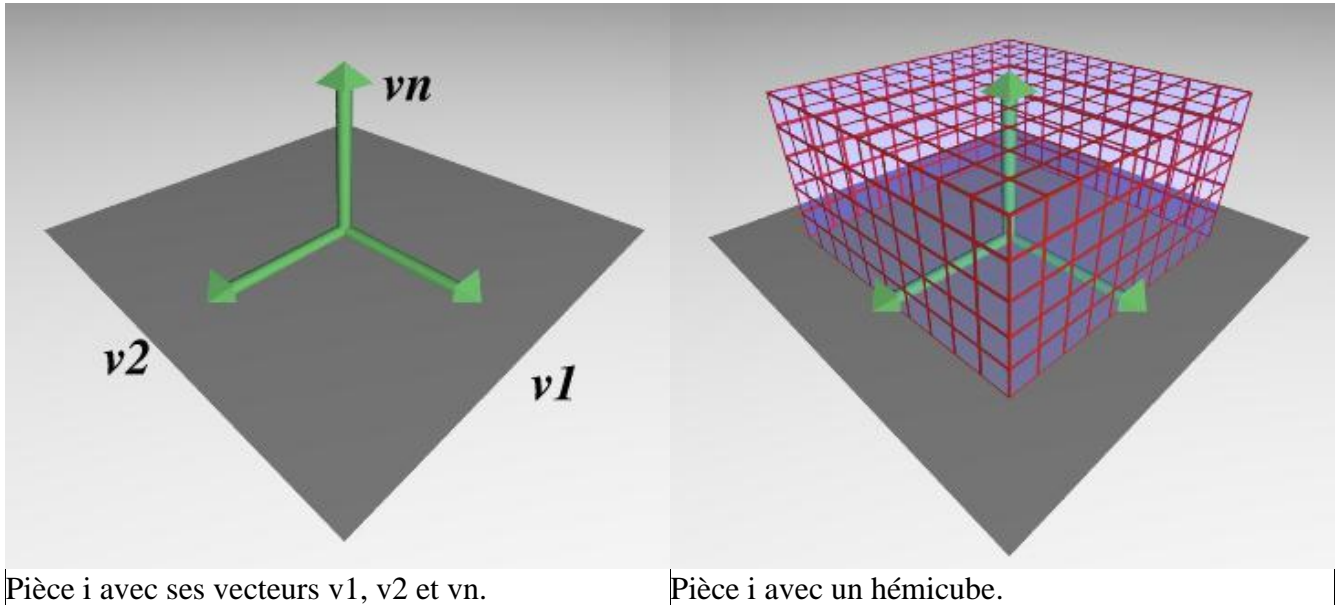 vn
v2
v1
Pièce i avec ses vecteurs v1, v2 et vn.
Pièce i avec un hémicube.